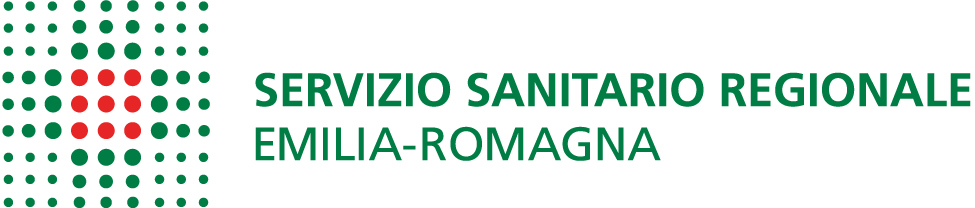 SERVIZIO SANITARIO REGIONALE
EMILIA-ROMAGNA